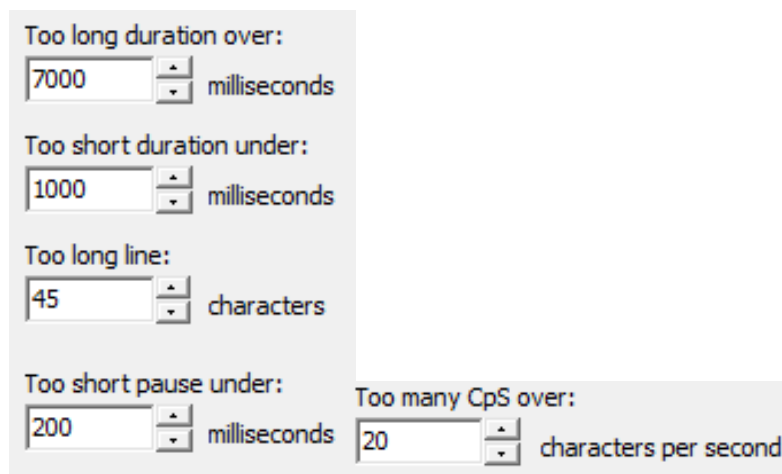 Too long duration over:
7000 milliseconds
Too short duration under:
1000 milliseconds
Too long line:
45 characters
Too short pause under:
200 milliseconds
Too many CpS over:
20 characters per second